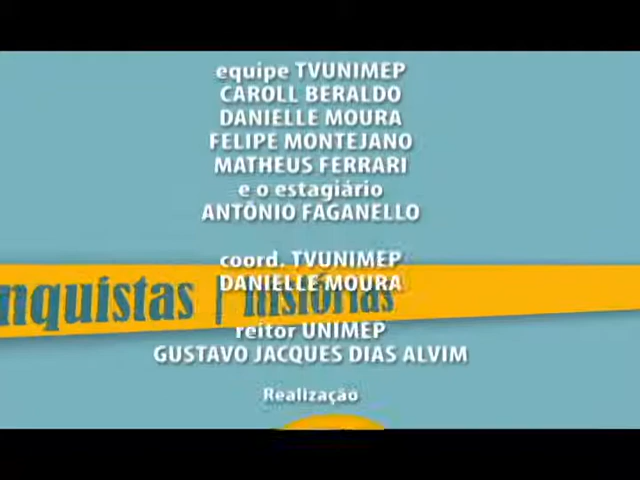 equipe TVUNIMEP
CAROLL BERALDO
DANIELLE MOURA
FELIPE MONTEJANO
MATHEUS FERRARI
e o estagiário
ANTÔNIO FAGANELLO
coord. TVUNIMEP
DANIELLE MOURA
nquistas | histórias
reitor UNIMEP
GUSTAVO JACQUES DIAS ALVIM
Realização